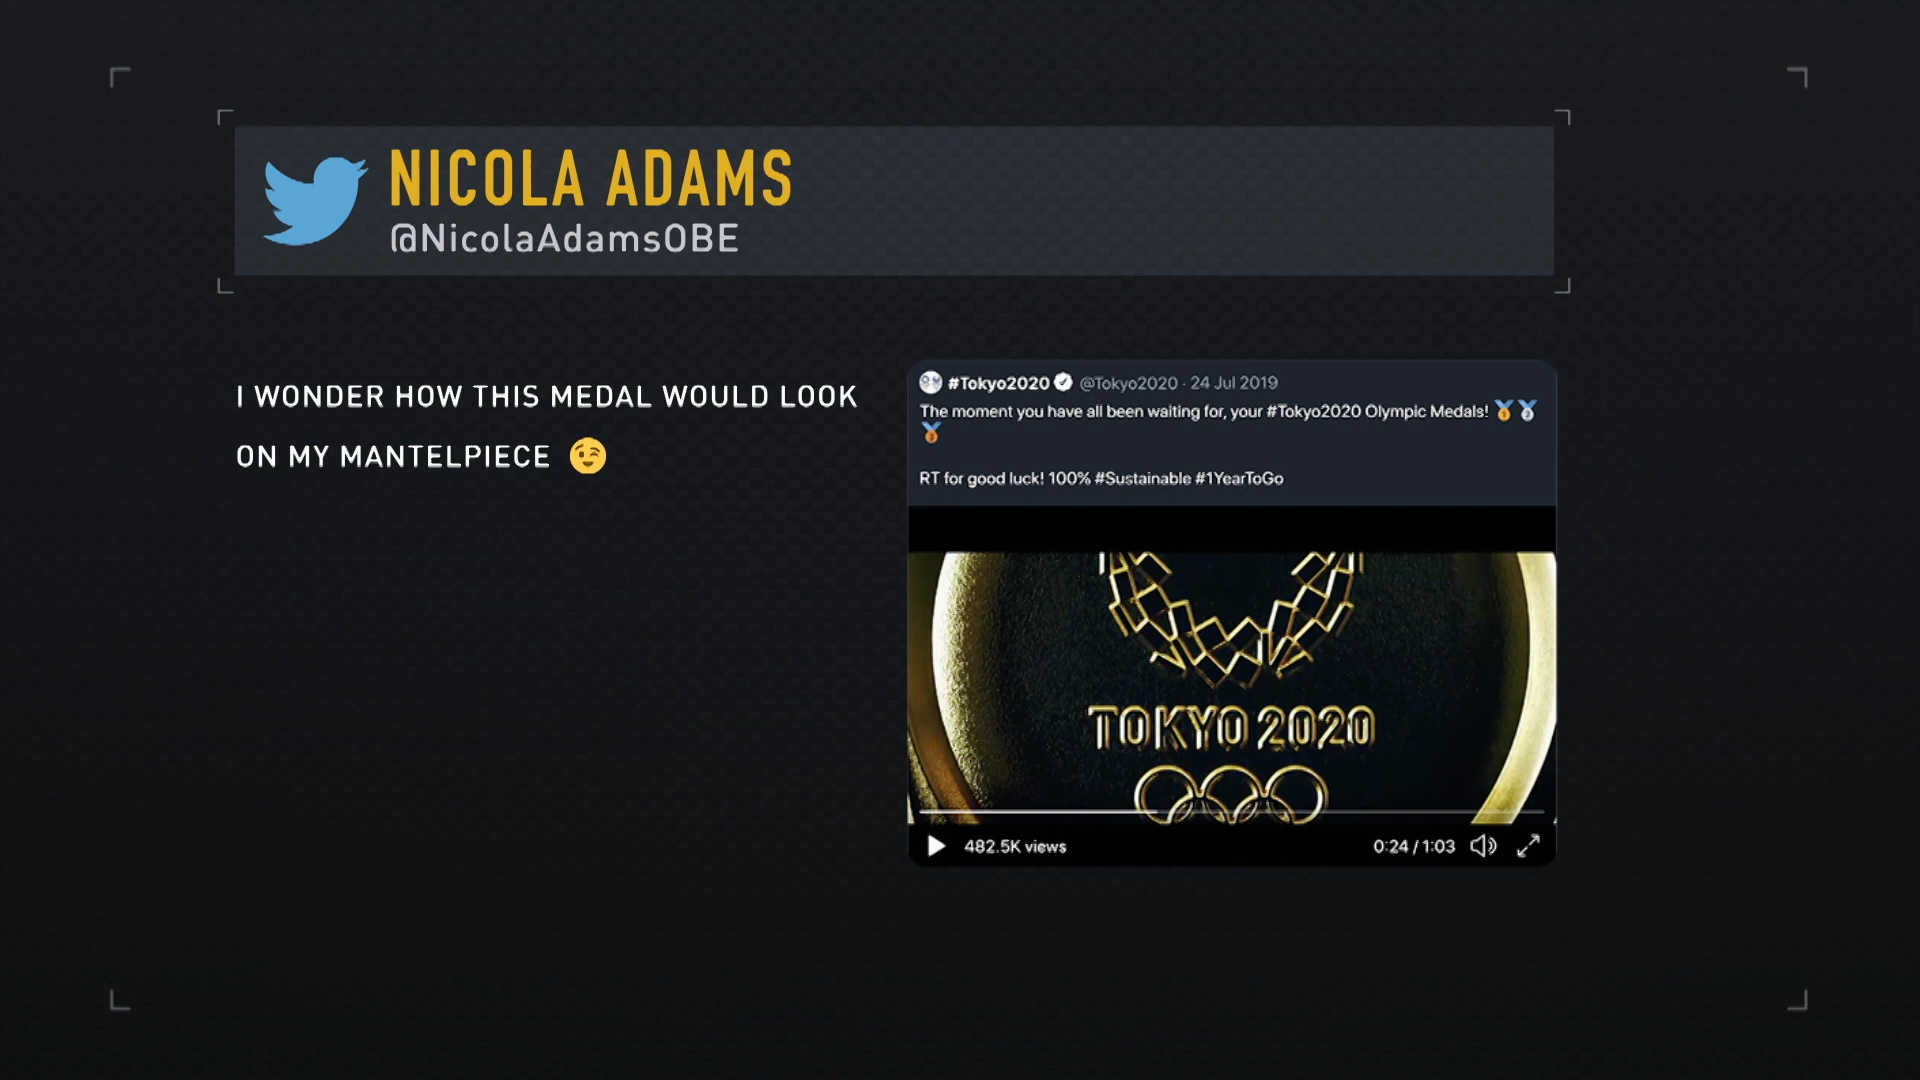 NICOLA ADAMS
@NicolaAdamsOBE
I WONDER HOW THIS MEDAL WOULD LOOK
ON MY MANTELPIECE 😉
#Tokyo2020 @Tokyo2020 · 24 Jul 2019
The moment you have all been waiting for, your #Tokyo2020 Olympic Medals! 🥇🥈
🥉
RT for good luck! 100% #Sustainable #1YearToGo
TOKYO 2020
482.5K views 0:24 / 1:03